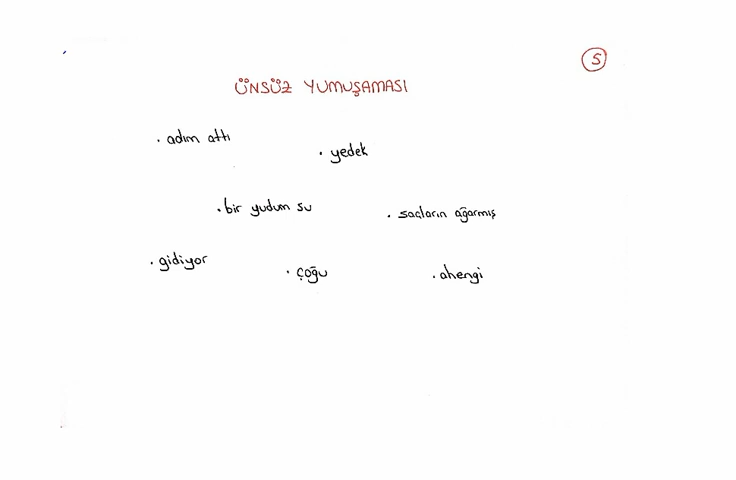 5
ÜNSÜZ YUMUŞAMASI
. adım attı
. yedek
. bir yudum su
. saçların ağarmış
. gidiyor
. çoğu
. ahengi